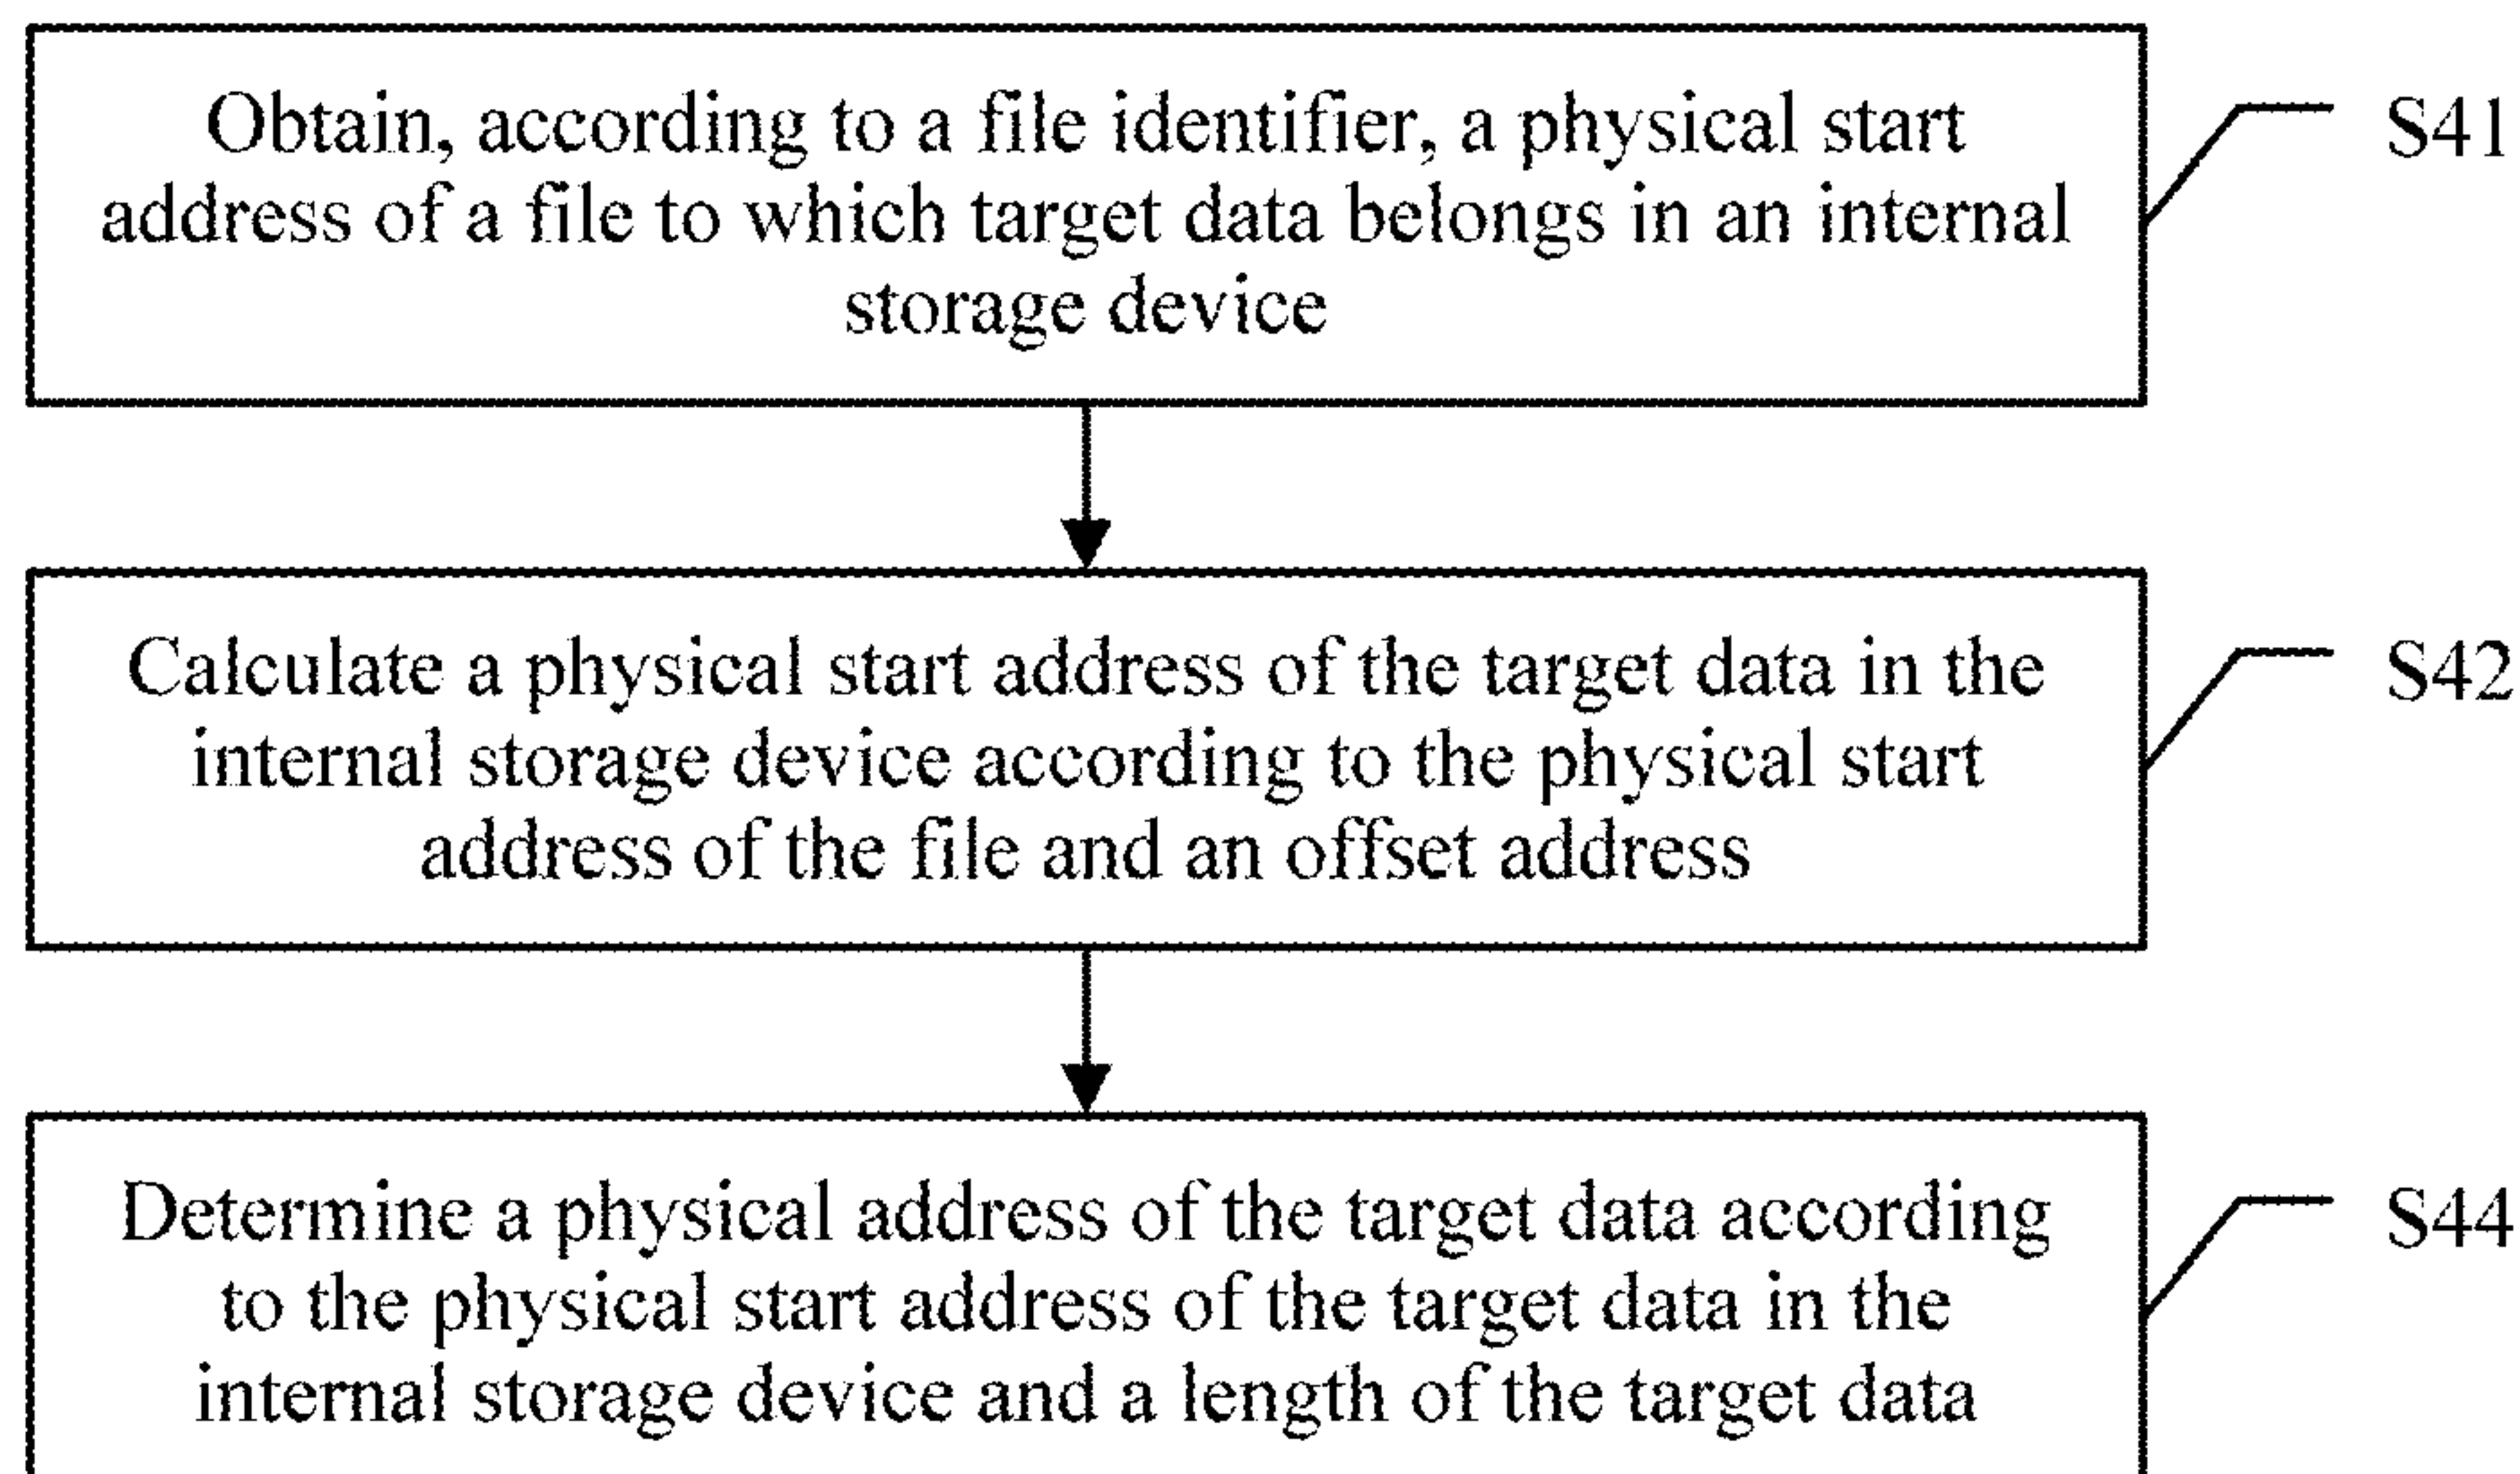 Obtain, according to a file identifier, a physical start
address of a file to which target data belongs in an internal
storage device
S41
Calculate a physical start address of the target data in the
internal storage device according to the physical start
address of the file and an offset address
S42
Determine a physical address of the target data according
to the physical start address of the target data in the
internal storage device and a length of the target data
S44